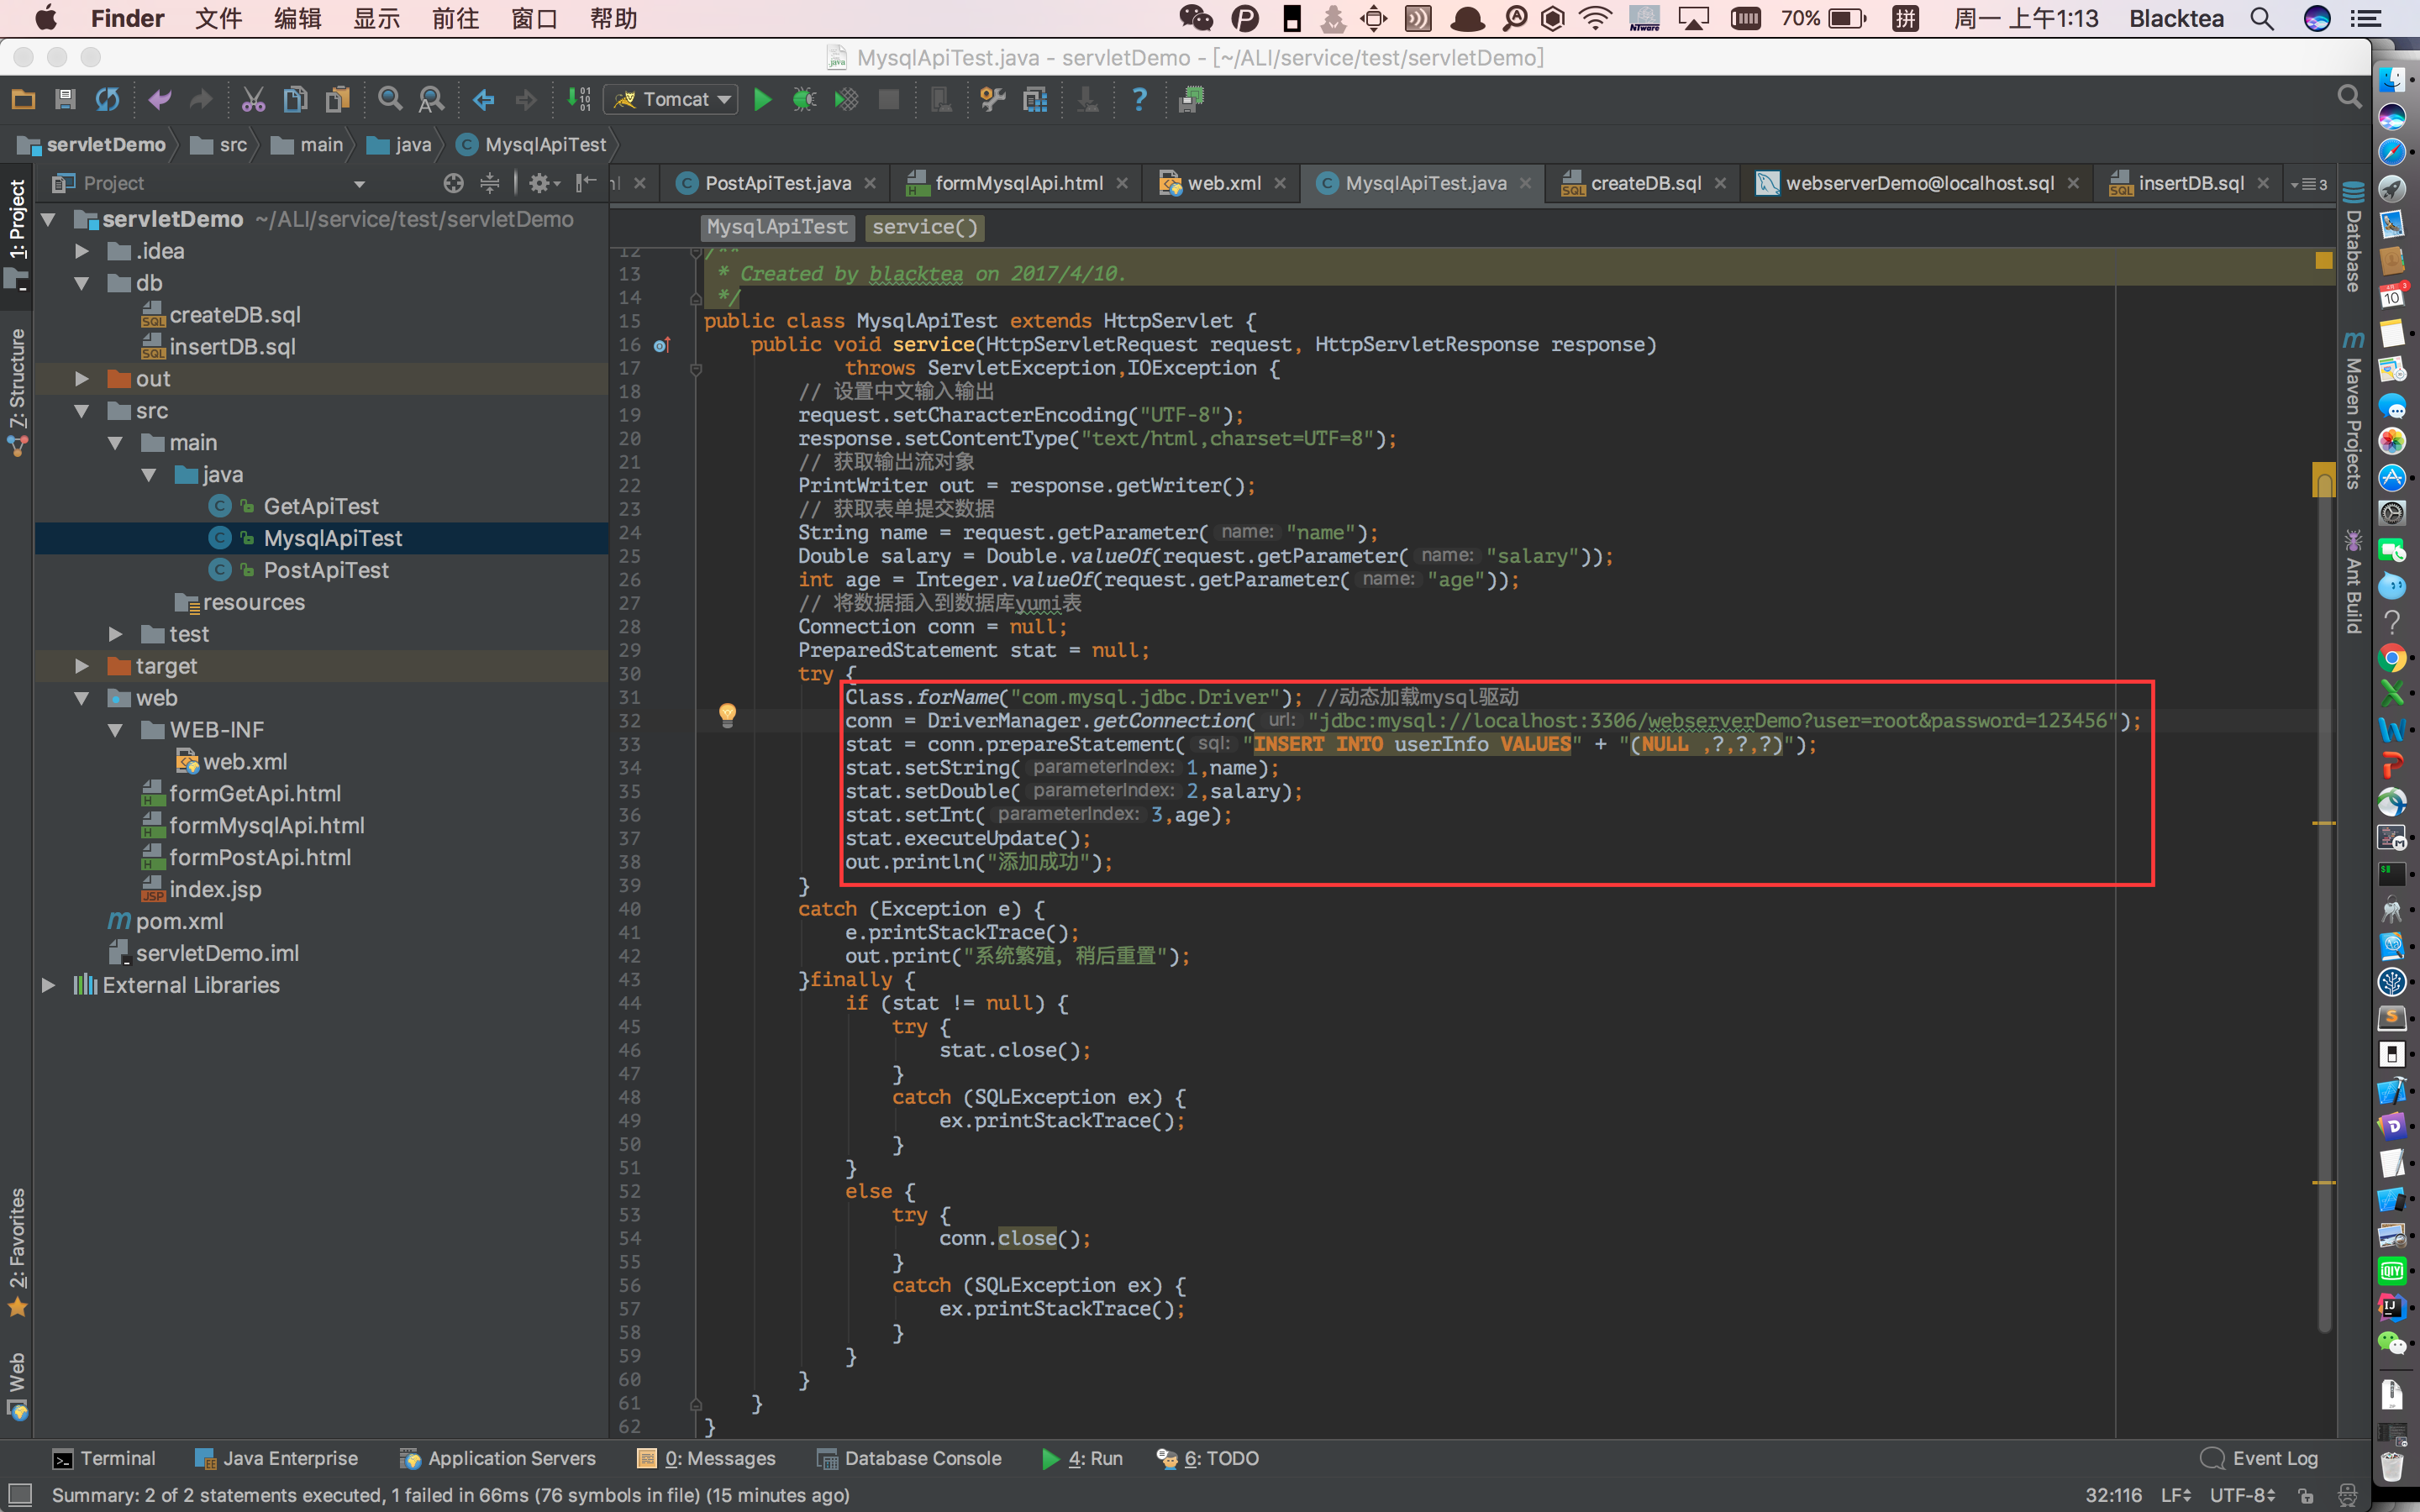 Finder 文件 编辑 显示 前往 窗口 帮助 70% 拼 周一 上午1:13 Blacktea
MysqlApiTest.java - servletDemo - [~/ALI/service/test/servletDemo]
Tomcat
servletDemo src main java MysqlApiTest
Project PostApiTest.java formMysqlApi.html web.xml MysqlApiTest.java createDB.sql webserverDemo@localhost.sql insertDB.sql 3
MysqlApiTest service()
1: Project
Z: Structure
2: Favorites
Web
servletDemo ~/ALI/service/test/servletDemo
.idea
db
createDB.sql
insertDB.sql
out
src
main
java
GetApiTest
MysqlApiTest
PostApiTest
resources
test
target
web
WEB-INF
web.xml
formGetApi.html
formMysqlApi.html
formPostApi.html
index.jsp
pom.xml
servletDemo.iml
External Libraries
12 /**
13 * Created by blacktea on 2017/4/10.
14 */
15 public class MysqlApiTest extends HttpServlet {
16 public void service(HttpServletRequest request, HttpServletResponse response)
17 throws ServletException,IOException {
18 // 设置中文输入输出
19 request.setCharacterEncoding("UTF-8");
20 response.setContentType("text/html,charset=UTF=8");
21 // 获取输出流对象
22 PrintWriter out = response.getWriter();
23 // 获取表单提交数据
24 String name = request.getParameter( name: "name");
25 Double salary = Double.valueOf(request.getParameter( name: "salary"));
26 int age = Integer.valueOf(request.getParameter( name: "age"));
27 // 将数据插入到数据库yumi表
28 Connection conn = null;
29 PreparedStatement stat = null;
30 try {
31 Class.forName("com.mysql.jdbc.Driver"); //动态加载mysql驱动
32 conn = DriverManager.getConnection( url: "jdbc:mysql://localhost:3306/webserverDemo?user=root&password=123456");
33 stat = conn.prepareStatement( sql: "INSERT INTO userInfo VALUES" + "(NULL ,?,?,?)");
34 stat.setString( parameterIndex: 1,name);
35 stat.setDouble( parameterIndex: 2,salary);
36 stat.setInt( parameterIndex: 3,age);
37 stat.executeUpdate();
38 out.println("添加成功");
39 }
40 catch (Exception e) {
41 e.printStackTrace();
42 out.print("系统繁殖，稍后重置");
43 }finally {
44 if (stat != null) {
45 try {
46 stat.close();
47 }
48 catch (SQLException ex) {
49 ex.printStackTrace();
50 }
51 }
52 else {
53 try {
54 conn.close();
55 }
56 catch (SQLException ex) {
57 ex.printStackTrace();
58 }
59 }
60 }
61 }
62 }
Database
Maven Projects
Ant Build
Terminal Java Enterprise Application Servers 0: Messages Database Console 4: Run 6: TODO Event Log
Summary: 2 of 2 statements executed, 1 failed in 66ms (76 symbols in file) (15 minutes ago) 32:116 LF UTF-8